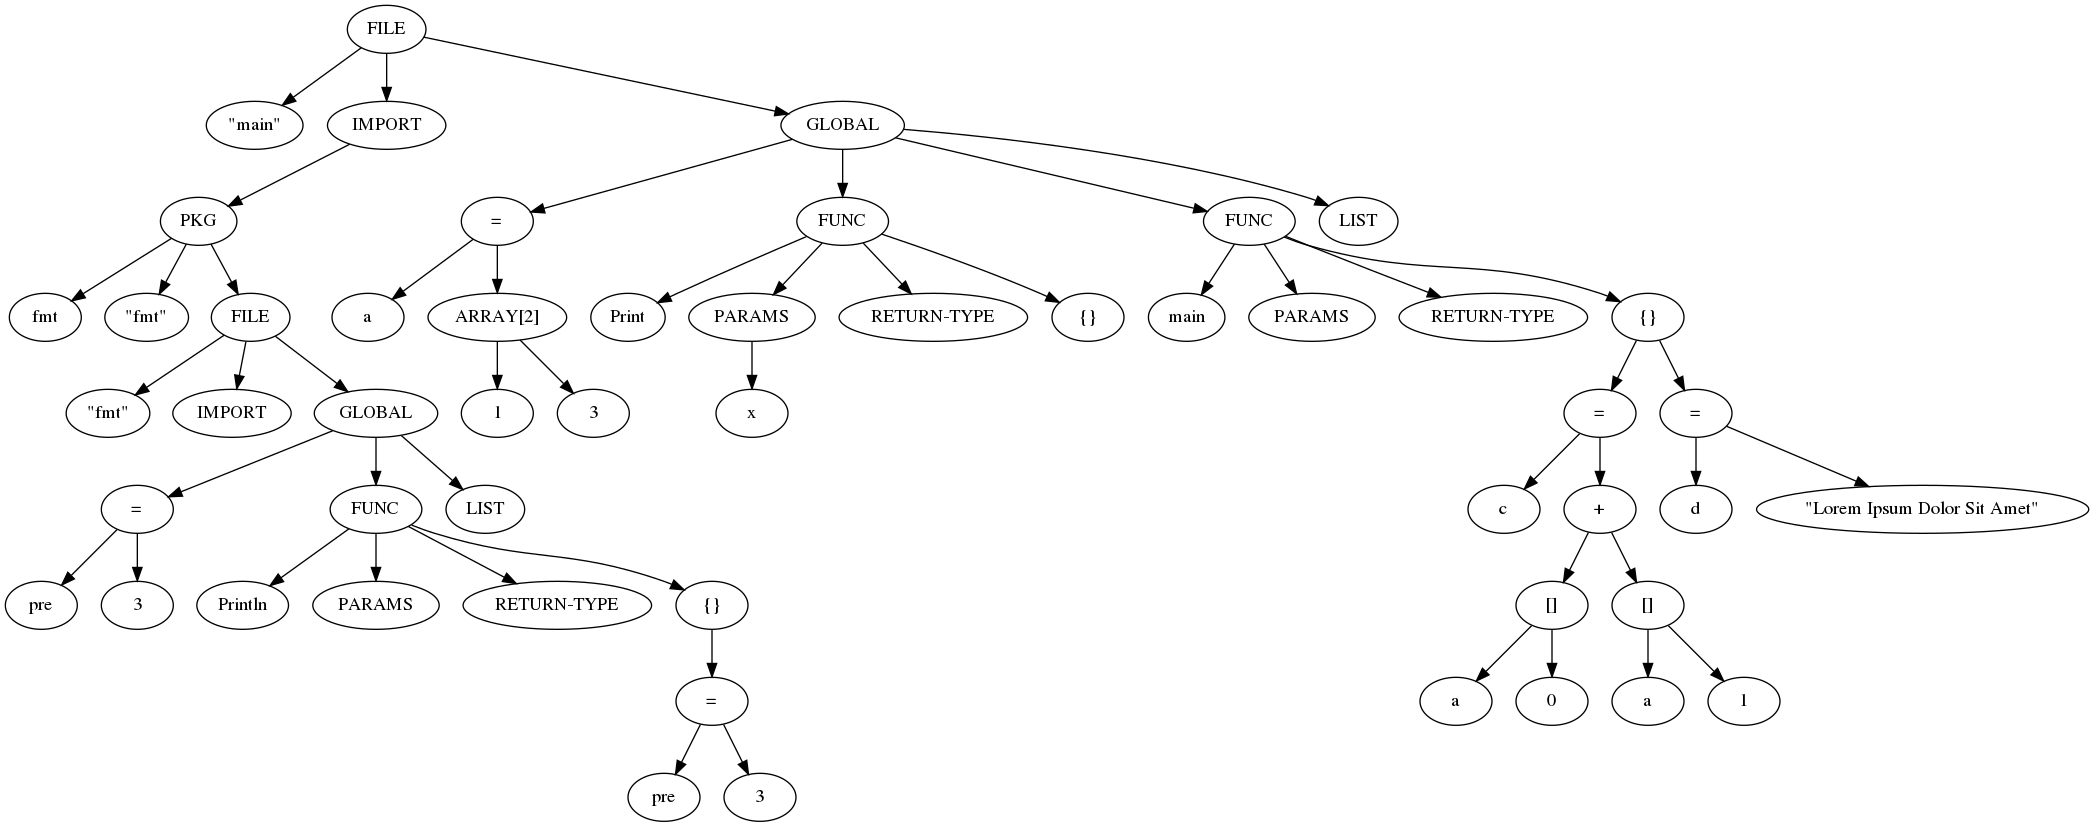 FILE
"main"
IMPORT
GLOBAL
PKG
=
FUNC
FUNC
LIST
fmt
"fmt"
FILE
a
ARRAY[2]
Print
PARAMS
RETURN-TYPE
{}
main
PARAMS
RETURN-TYPE
{}
"fmt"
IMPORT
GLOBAL
1
3
x
=
=
=
FUNC
LIST
c
+
d
"Lorem Ipsum Dolor Sit Amet"
pre
3
Println
PARAMS
RETURN-TYPE
{}
[]
[]
=
a
0
a
1
pre
3